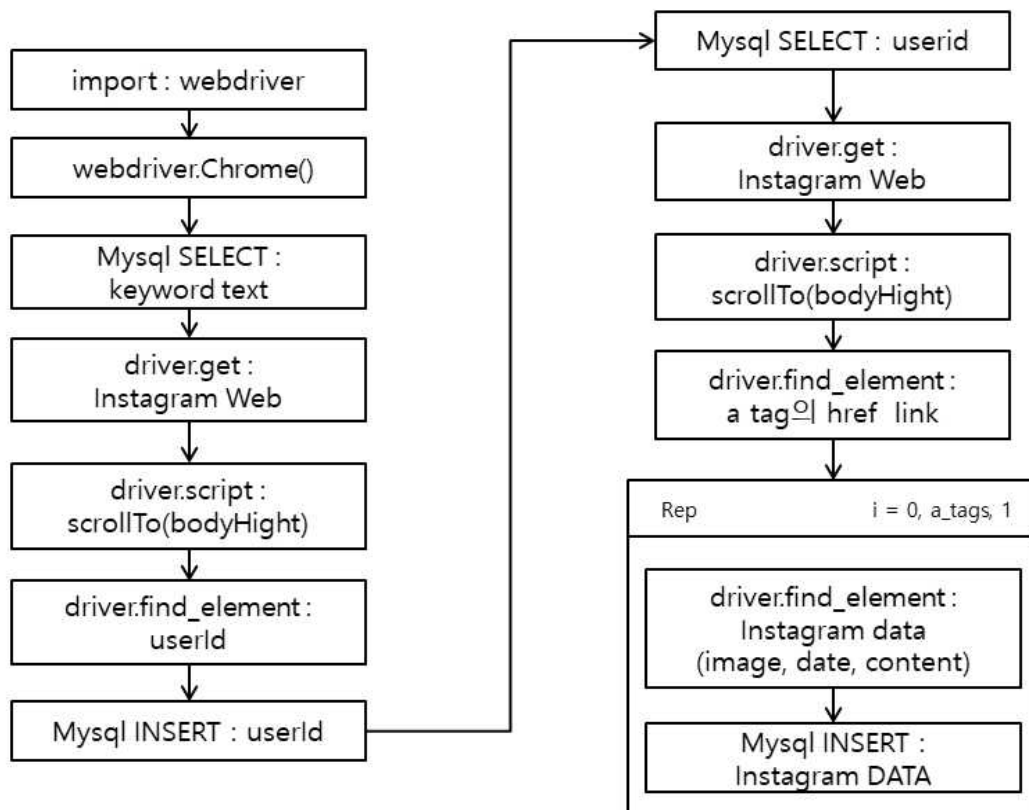 import : webdriver
webdriver.Chrome()
Mysql SELECT :
keyword text
driver.get :
Instagram Web
driver.script :
scrollTo(bodyHight)
driver.find_element :
userId
Mysql INSERT : userId
Mysql SELECT : userid
driver.get :
Instagram Web
driver.script :
scrollTo(bodyHight)
driver.find_element :
a tag의 href link
Rep i = 0, a_tags, 1
driver.find_element :
Instagram data
(image, date, content)
Mysql INSERT :
Instagram DATA